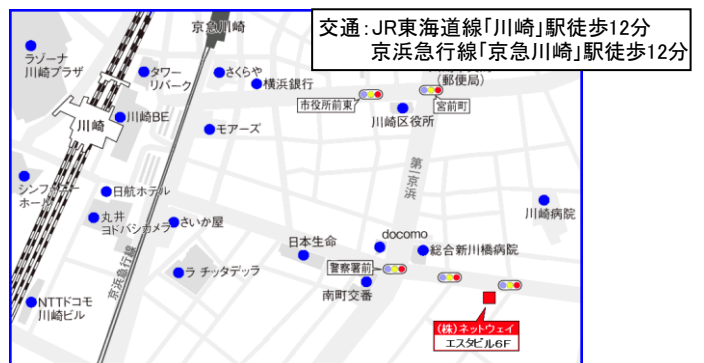 交通：JR東海道線「川崎」駅徒歩12分
京浜急行線「京急川崎」駅徒歩12分
京急川崎
ラゾーナ
川崎プラザ
タワー
リパーク
さくらや
横浜銀行
(郵便局)
市役所前東
宮前町
川崎区役所
川崎
川崎BE
モアーズ
第一京浜
シンフォニー
ホール
日航ホテル
川崎病院
丸井
ヨドバシカメラ
さいか屋
docomo
日本生命
総合新川橋病院
警察署前
京浜急行線
ラ チッタデッラ
南町交番
NTTドコモ
川崎ビル
(株)ネットウェイ
エスタビル6F